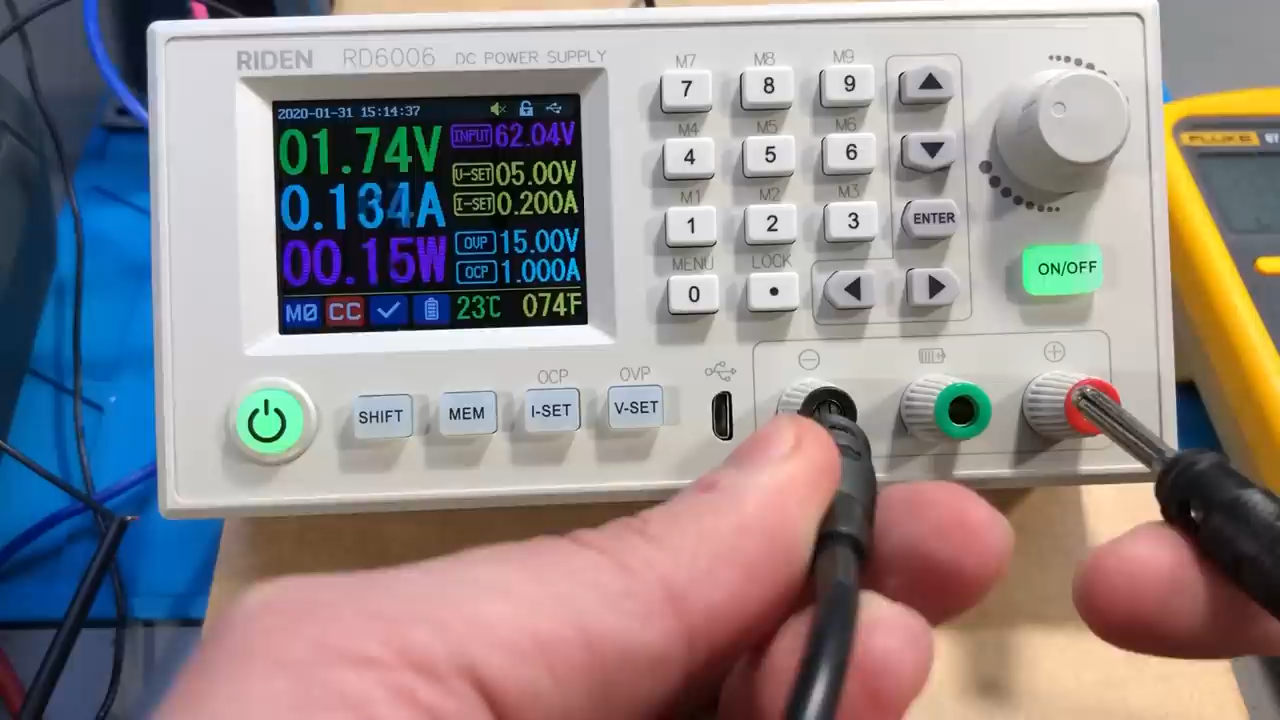 RIDEN RD6006 DC POWER SUPPLY
2020-01-31 15:14:37
01.74V
INPUT 62.04V
0.134A
V-SET 05.00V
I-SET 0.200A
00.15W
OVP 15.00V
OCP 1.000A
M0 CC 23℃ 074℉
M7 M8 M9
7 8 9
M4 M5 M6
4 5 6
M1 M2 M3
1 2 3 ENTER
MENU LOCK
0 •
ON/OFF
OCP OVP
SHIFT MEM I-SET V-SET
FLUKE